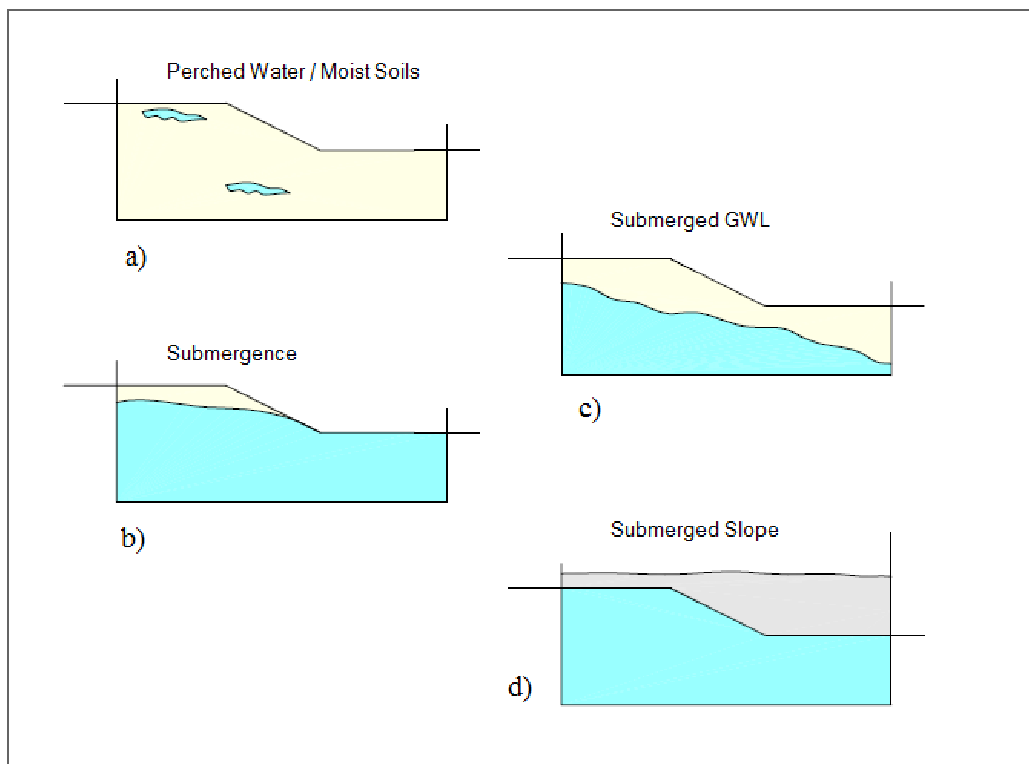 Perched Water / Moist Soils
a)
Submerged GWL
c)
Submergence
b)
Submerged Slope
d)